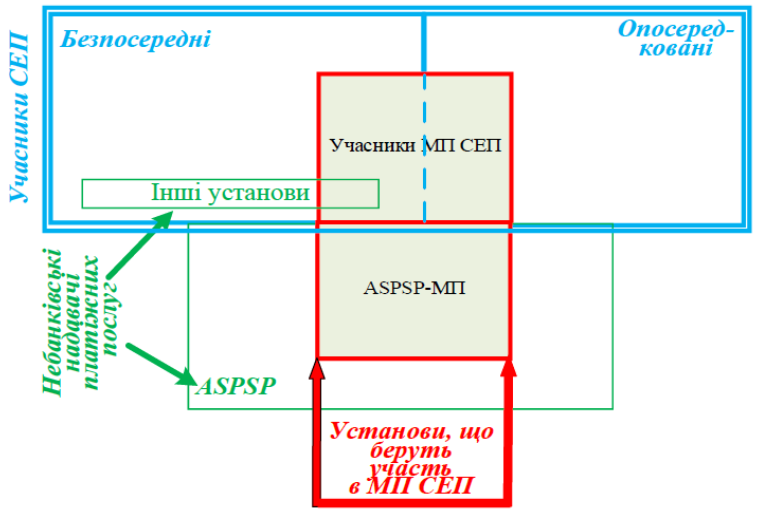 Учасники СЕП
Безпосередні
Опосеред-
ковані
Учасники МП СЕП
Інші установи
Небанківські
надавачі
платіжних
послуг
ASPSP-МП
ASPSP
Установи, що
беруть
участь
в МП СЕП